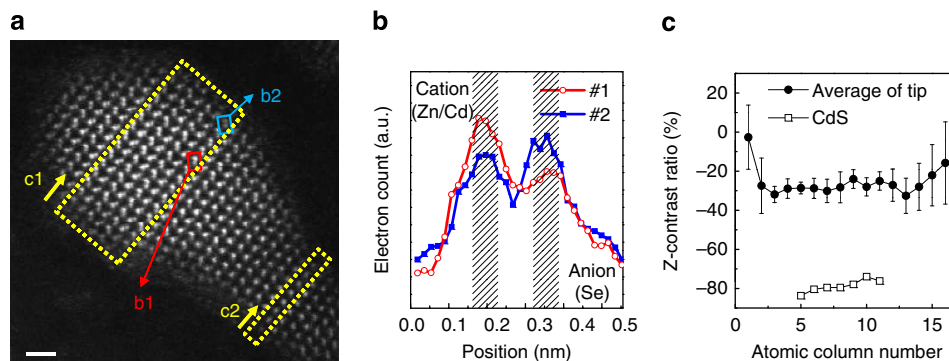 a
b2
c1
b1
c2
b
Cation
(Zn/Cd)
#1
#2
Electron count (a.u.)
Anion
(Se)
0.0 0.1 0.2 0.3 0.4 0.5
Position (nm)
c
Average of tip
CdS
Z-contrast ratio (%)
20
0
−20
−40
−60
−80
0 5 10 15
Atomic column number